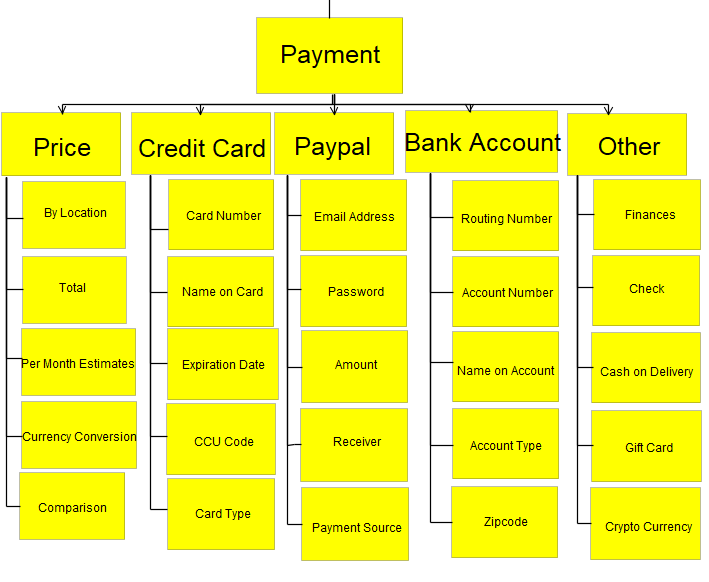 Payment
Price
Credit Card
Paypal
Bank Account
Other
By Location
Total
Per Month Estimates
Currency Conversion
Comparison
Card Number
Name on Card
Expiration Date
CCU Code
Card Type
Email Address
Password
Amount
Receiver
Payment Source
Routing Number
Account Number
Name on Account
Account Type
Zipcode
Finances
Check
Cash on Delivery
Gift Card
Crypto Currency